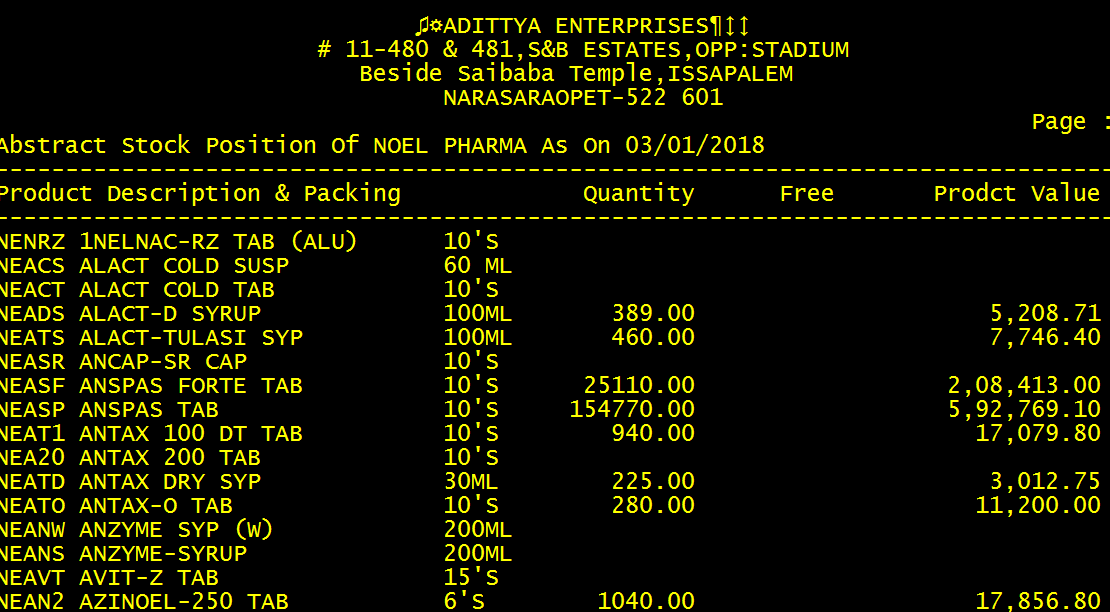 ♫☼ADITTYA ENTERPRISES¶↕↕
# 11-480 & 481,S&B ESTATES,OPP:STADIUM
Beside Saibaba Temple,ISSAPALEM
NARASARAOPET-522 601
Page :
Abstract Stock Position Of NOEL PHARMA As On 03/01/2018
--------------------------------------------------------------------------------
Product Description & Packing Quantity Free Prodct Value
--------------------------------------------------------------------------------
NENRZ 1NELNAC-RZ TAB (ALU) 10'S
NEACS ALACT COLD SUSP 60 ML
NEACT ALACT COLD TAB 10'S
NEADS ALACT-D SYRUP 100ML 389.00 5,208.71
NEATS ALACT-TULASI SYP 100ML 460.00 7,746.40
NEASR ANCAP-SR CAP 10'S
NEASF ANSPAS FORTE TAB 10'S 25110.00 2,08,413.00
NEASP ANSPAS TAB 10'S 154770.00 5,92,769.10
NEAT1 ANTAX 100 DT TAB 10'S 940.00 17,079.80
NEA20 ANTAX 200 TAB 10'S
NEATD ANTAX DRY SYP 30ML 225.00 3,012.75
NEATO ANTAX-O TAB 10'S 280.00 11,200.00
NEANW ANZYME SYP (W) 200ML
NEANS ANZYME-SYRUP 200ML
NEAVT AVIT-Z TAB 15'S
NEAN2 AZINOEL-250 TAB 6'S 1040.00 17,856.80